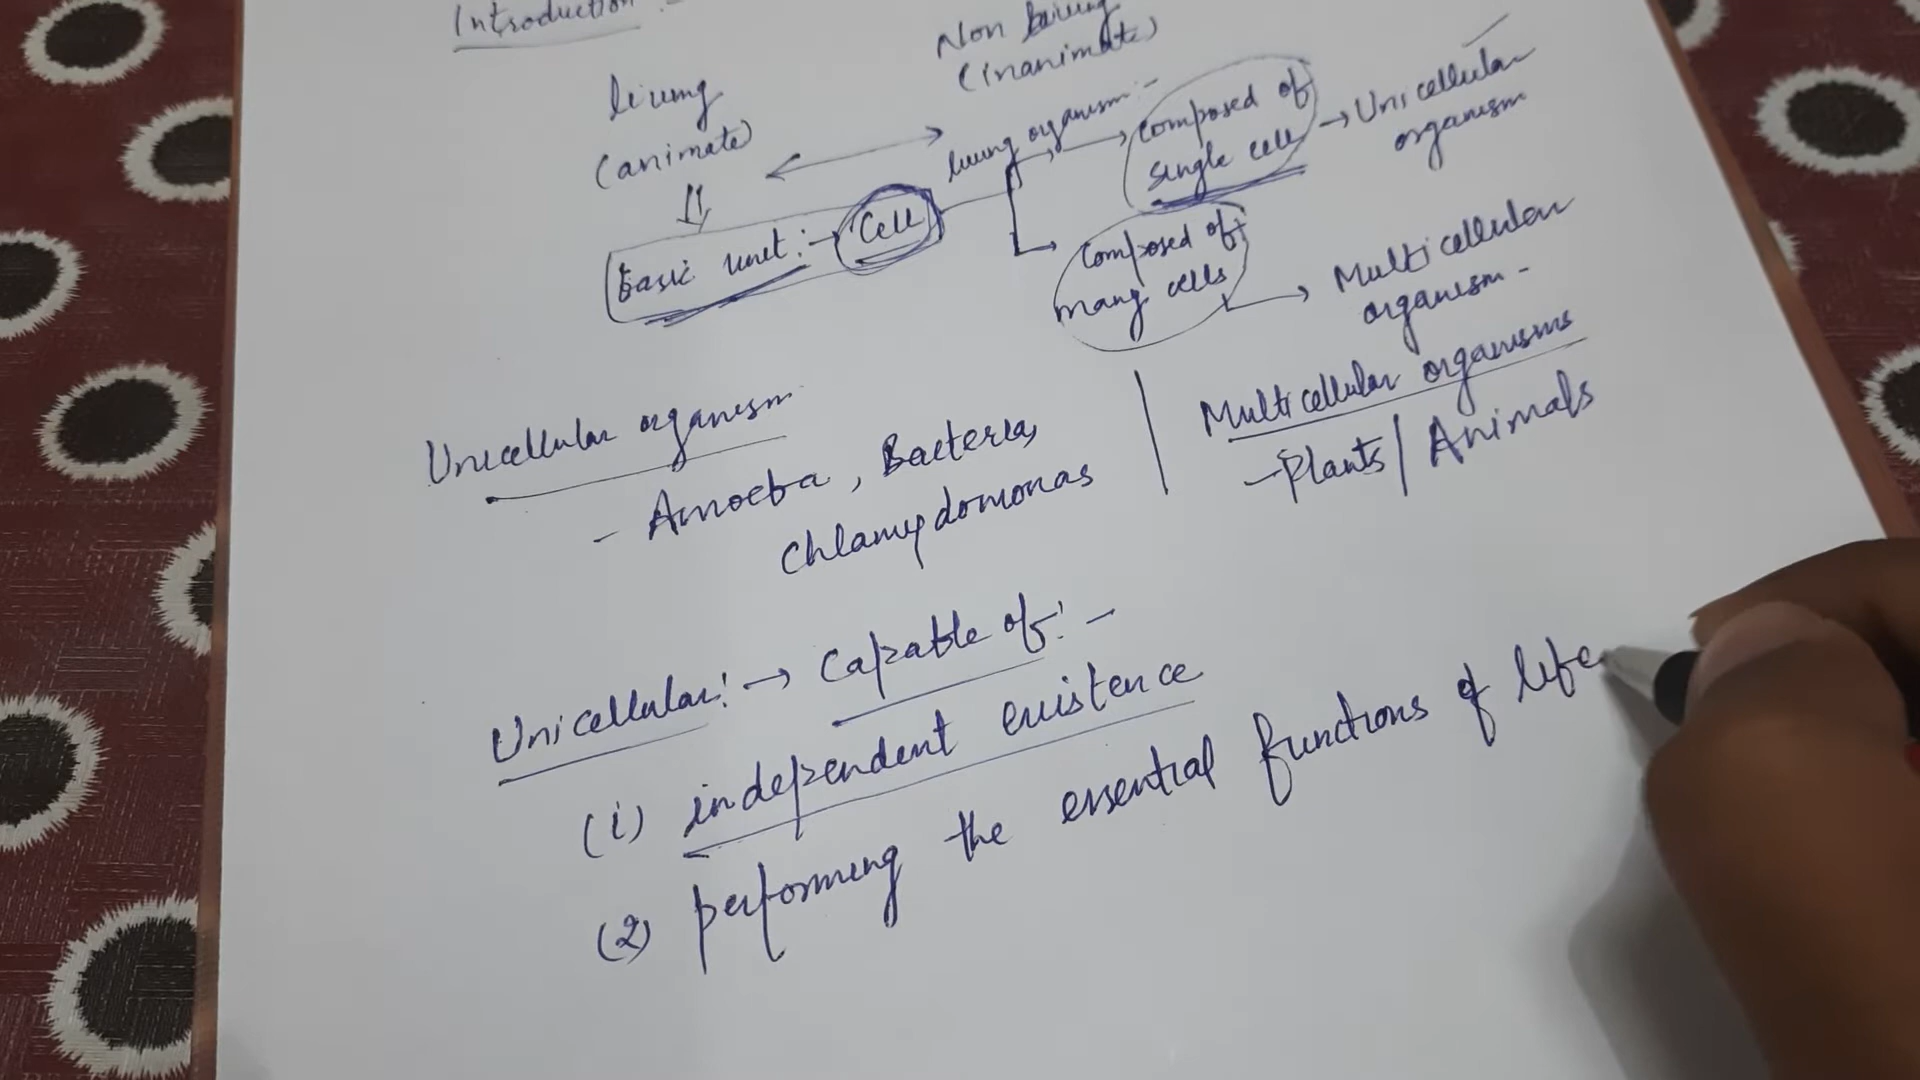 Introduction :-
Non living
(inanimate)
living
(animate)
living organism :-
composed of
single cell
→ Unicellular
organism
Basic unit :- Cell
Composed of
many cells
→ Multicellular
organism -
Unicellular organism
- Amoeba, Bacteria,
Chlamydomonas
Multicellular organisms
- Plants / Animals
Unicellular :→ Capable of :-
(i) independent existence
(2) performing the essential functions of life